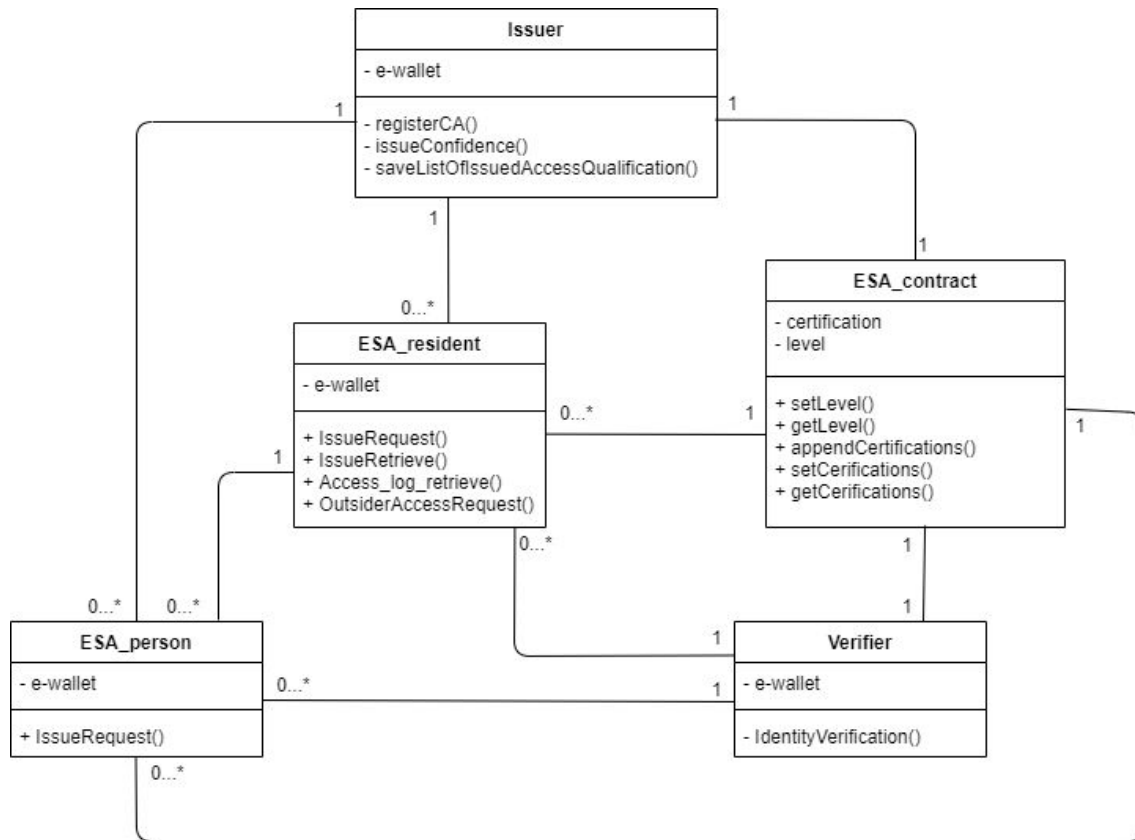 Issuer
- e-wallet
- registerCA()
- issueConfidence()
- saveListOfIssuedAccessQualification()
1
1
1
1
0...*
ESA_contract
- certification
- level
+ setLevel()
+ getLevel()
+ appendCertifications()
+ setCerifications()
+ getCerifications()
ESA_resident
- e-wallet
+ IssueRequest()
+ IssueRetrieve()
+ Access_log_retrieve()
+ OutsiderAccessRequest()
0...*
1
1
1
0...*
1
0...*
0...*
1
1
ESA_person
- e-wallet
+ IssueRequest()
0...*
1
Verifier
- e-wallet
- IdentityVerification()
0...*